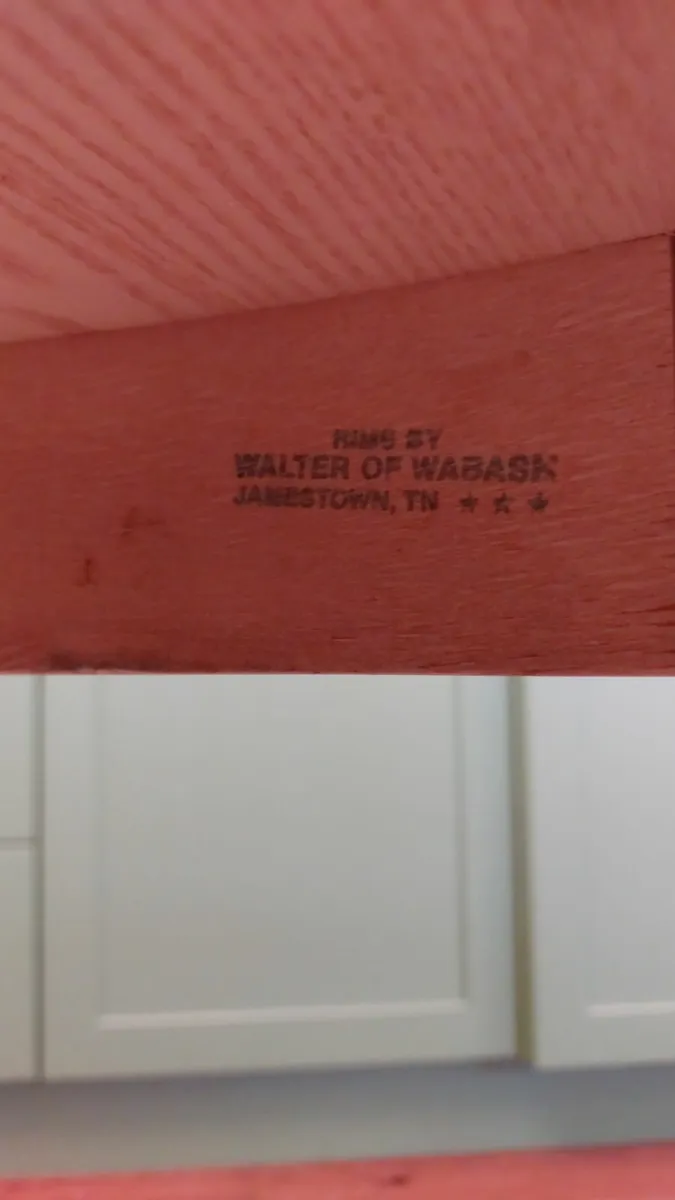 RIMS BY
WALTER OF WABASH
JAMESTOWN, TN ★ ★ ★